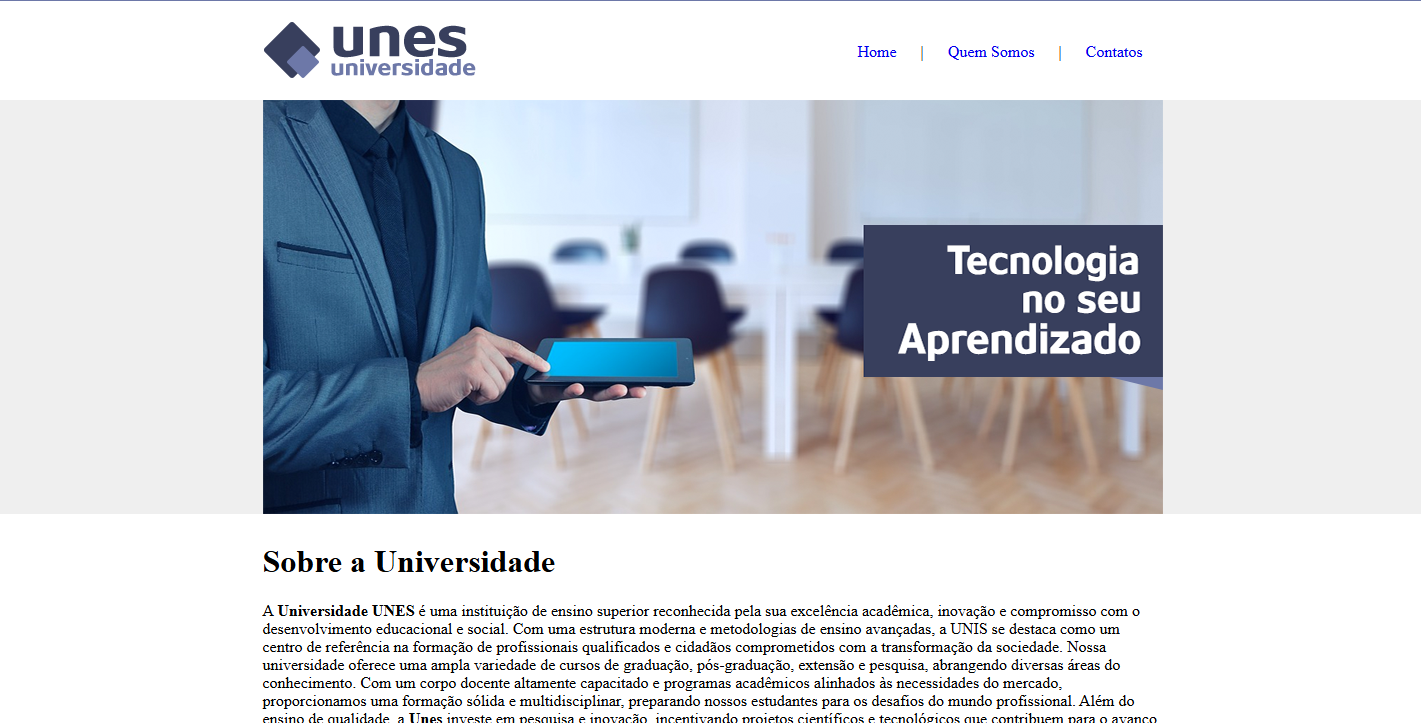 unes
universidade
Home | Quem Somos | Contatos
Tecnologia
no seu
Aprendizado
Sobre a Universidade
A Universidade UNES é uma instituição de ensino superior reconhecida pela sua excelência acadêmica, inovação e compromisso com o
desenvolvimento educacional e social. Com uma estrutura moderna e metodologias de ensino avançadas, a UNIS se destaca como um
centro de referência na formação de profissionais qualificados e cidadãos comprometidos com a transformação da sociedade. Nossa
universidade oferece uma ampla variedade de cursos de graduação, pós-graduação, extensão e pesquisa, abrangendo diversas áreas do
conhecimento. Com um corpo docente altamente capacitado e programas acadêmicos alinhados às necessidades do mercado,
proporcionamos uma formação sólida e multidisciplinar, preparando nossos estudantes para os desafios do mundo profissional. Além do
ensino de qualidade, a Unes investe em pesquisa e inovação, incentivando projetos científicos e tecnológicos que contribuem para o avanço